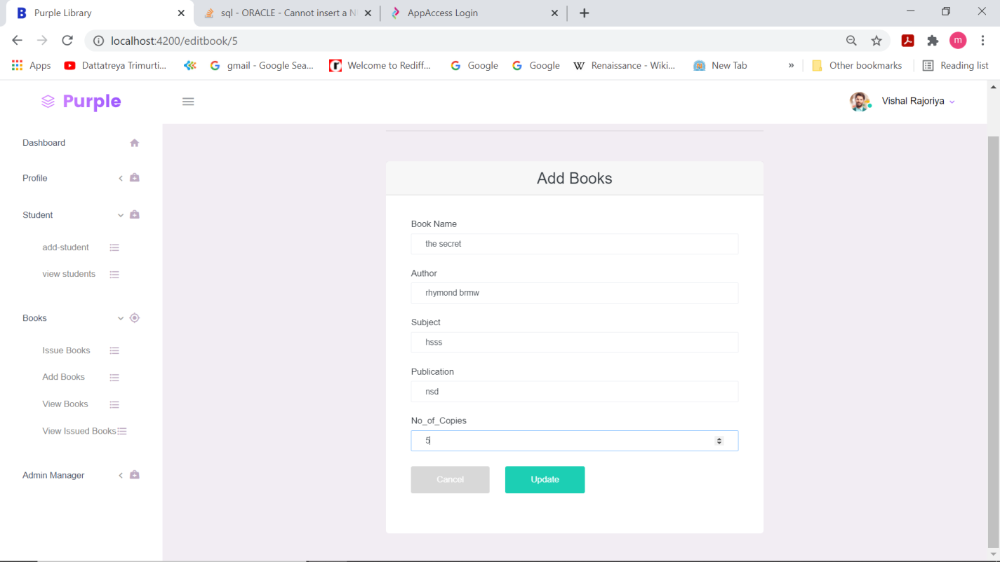 Purple Library
sql - ORACLE - Cannot insert a N
AppAccess Login
localhost:4200/editbook/5
m
Apps
Dattatreya Trimurti...
gmail - Google Sea...
Welcome to Rediff...
Google
Google
Renaissance - Wiki...
New Tab
»
Other bookmarks
Reading list
Purple
Vishal Rajoriya
Dashboard
Profile
Student
add-student
view students
Books
Issue Books
Add Books
View Books
View Issued Books
Admin Manager
Add Books
Book Name
the secret
Author
rhymond brmw
Subject
hsss
Publication
nsd
No_of_Copies
5
Cancel
Update